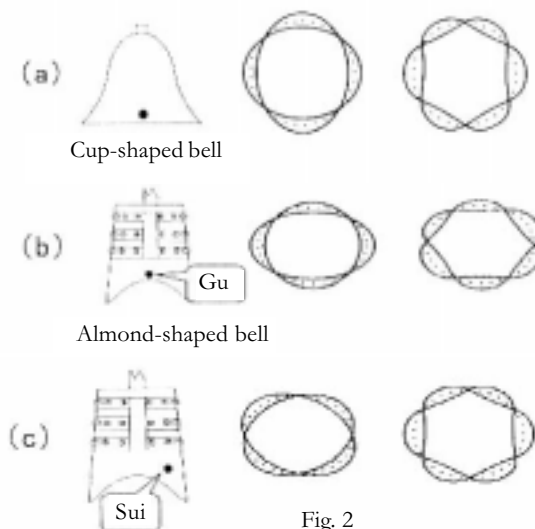 (a)
Cup-shaped bell
(b)
Gu
Almond-shaped bell
(c)
Sui
Fig. 2